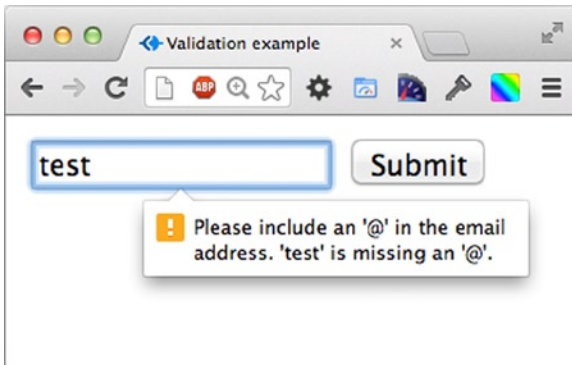 Validation example
ABP
test
Submit
Please include an '@' in the email
address. 'test' is missing an '@'.